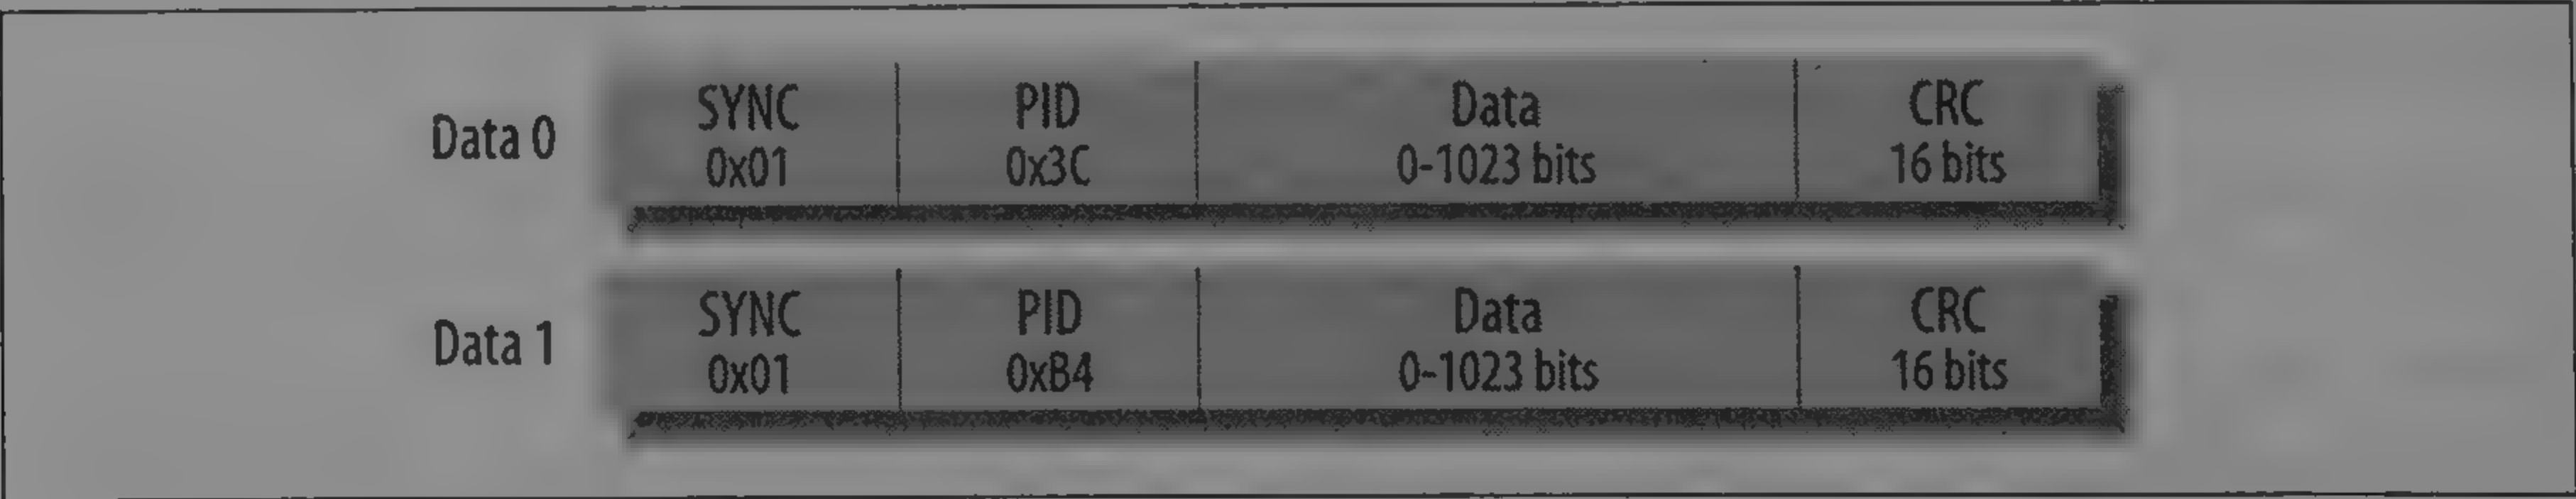 Data 0
SYNC
0x01
PID
0x3C
Data
0-1023 bits
CRC
16 bits
Data 1
SYNC
0x01
PID
0xB4
Data
0-1023 bits
CRC
16 bits